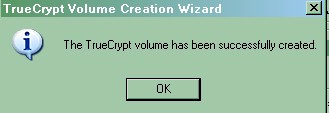 TrueCrypt Volume Creation Wizard
The TrueCrypt volume has been successfully created.
OK